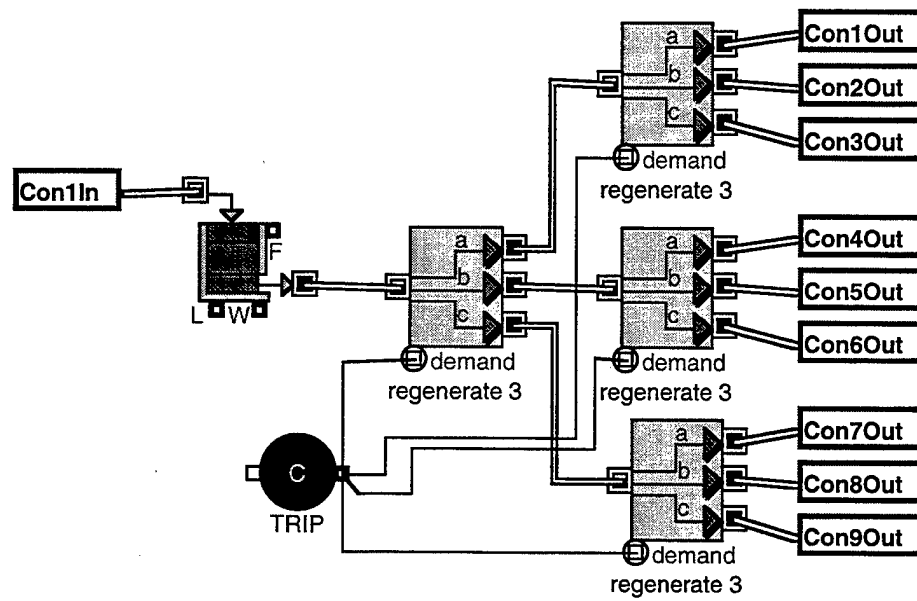 Con1In
F
L W
a
b
c
demand
regenerate 3
C
TRIP
a
b
c
demand
regenerate 3
Con1Out
Con2Out
Con3Out
a
b
c
demand
regenerate 3
Con4Out
Con5Out
Con6Out
a
b
c
demand
regenerate 3
Con7Out
Con8Out
Con9Out